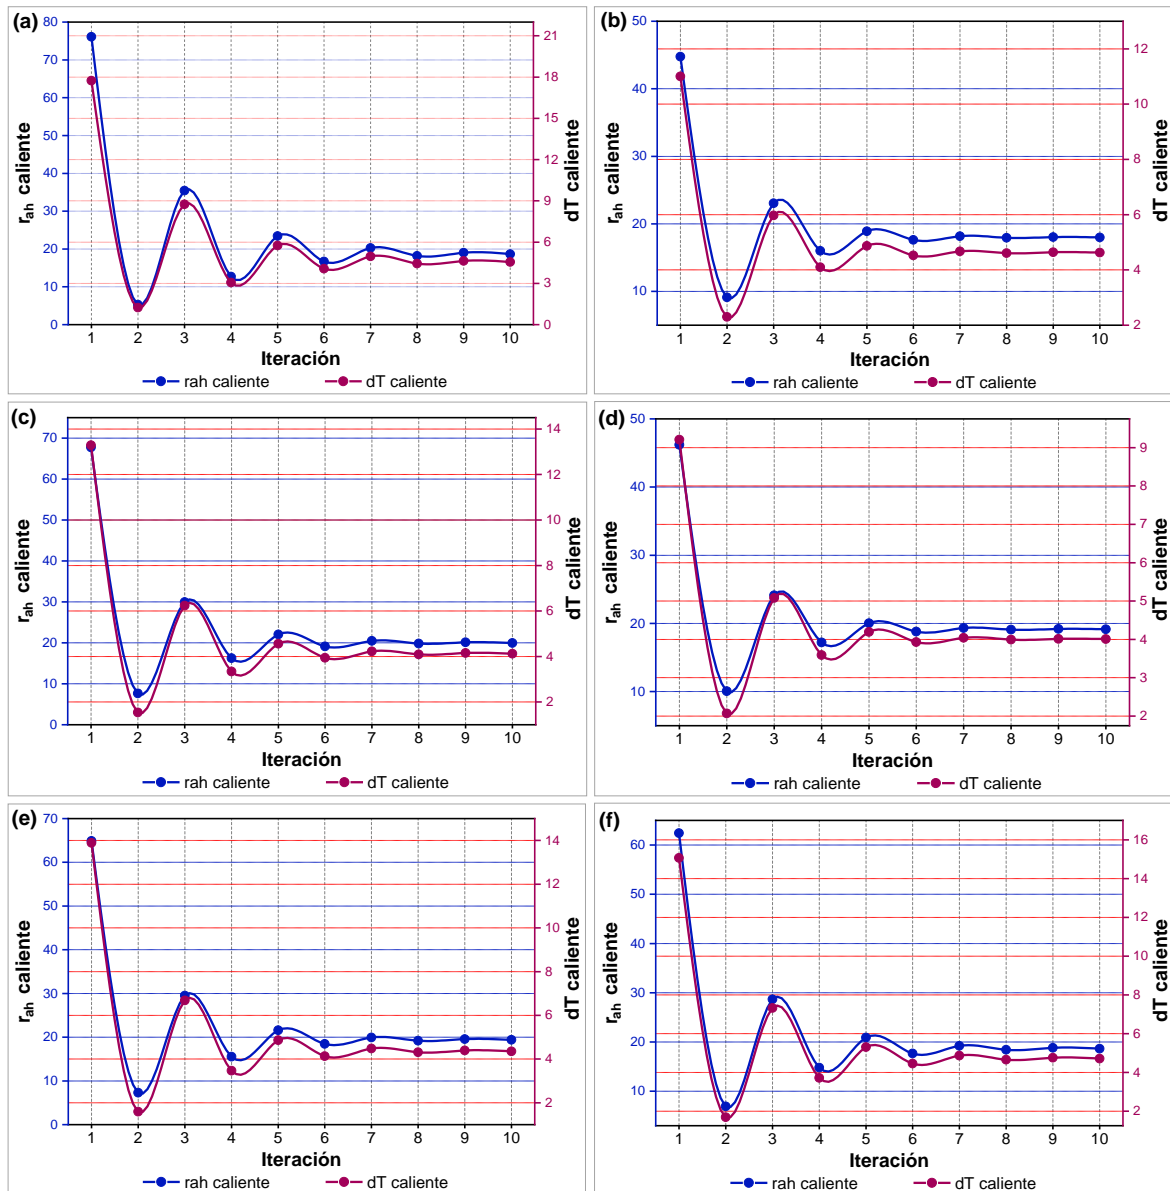 (a)
80
70
60
50
40
30
20
10
0
r_ah caliente
21
18
15
12
9
6
3
0
dT caliente
1 2 3 4 5 6 7 8 9 10
Iteración
rah caliente dT caliente
(b)
50
40
30
20
10
r_ah caliente
12
10
8
6
4
2
dT caliente
1 2 3 4 5 6 7 8 9 10
Iteración
rah caliente dT caliente
(c)
70
60
50
40
30
20
10
0
r_ah caliente
14
12
10
8
6
4
2
dT caliente
1 2 3 4 5 6 7 8 9 10
Iteración
rah caliente dT caliente
(d)
50
40
30
20
10
r_ah caliente
9
8
7
6
5
4
3
2
dT caliente
1 2 3 4 5 6 7 8 9 10
Iteración
rah caliente dT caliente
(e)
70
60
50
40
30
20
10
0
r_ah caliente
14
12
10
8
6
4
2
dT caliente
1 2 3 4 5 6 7 8 9 10
Iteración
rah caliente dT caliente
(f)
60
50
40
30
20
10
r_ah caliente
16
14
12
10
8
6
4
2
dT caliente
1 2 3 4 5 6 7 8 9 10
Iteración
rah caliente dT caliente